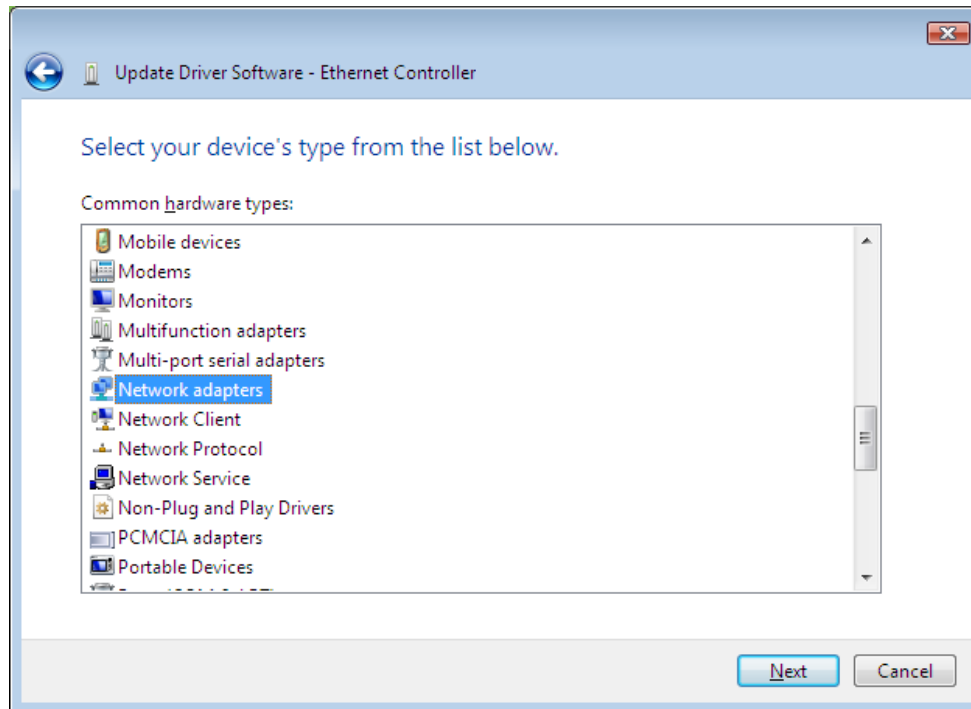 Update Driver Software - Ethernet Controller
Select your device's type from the list below.
Common hardware types:
Mobile devices
Modems
Monitors
Multifunction adapters
Multi-port serial adapters
Network adapters
Network Client
Network Protocol
Network Service
Non-Plug and Play Drivers
PCMCIA adapters
Portable Devices
Next
Cancel